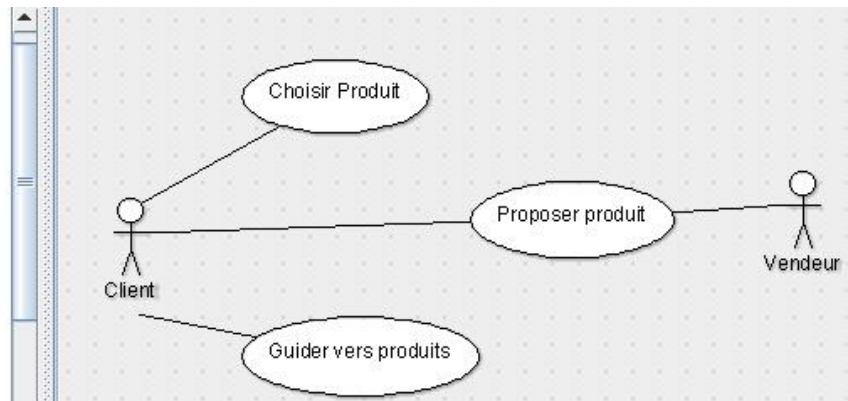 Choisir Produit
Proposer produit
Vendeur
Client
Guider vers produits